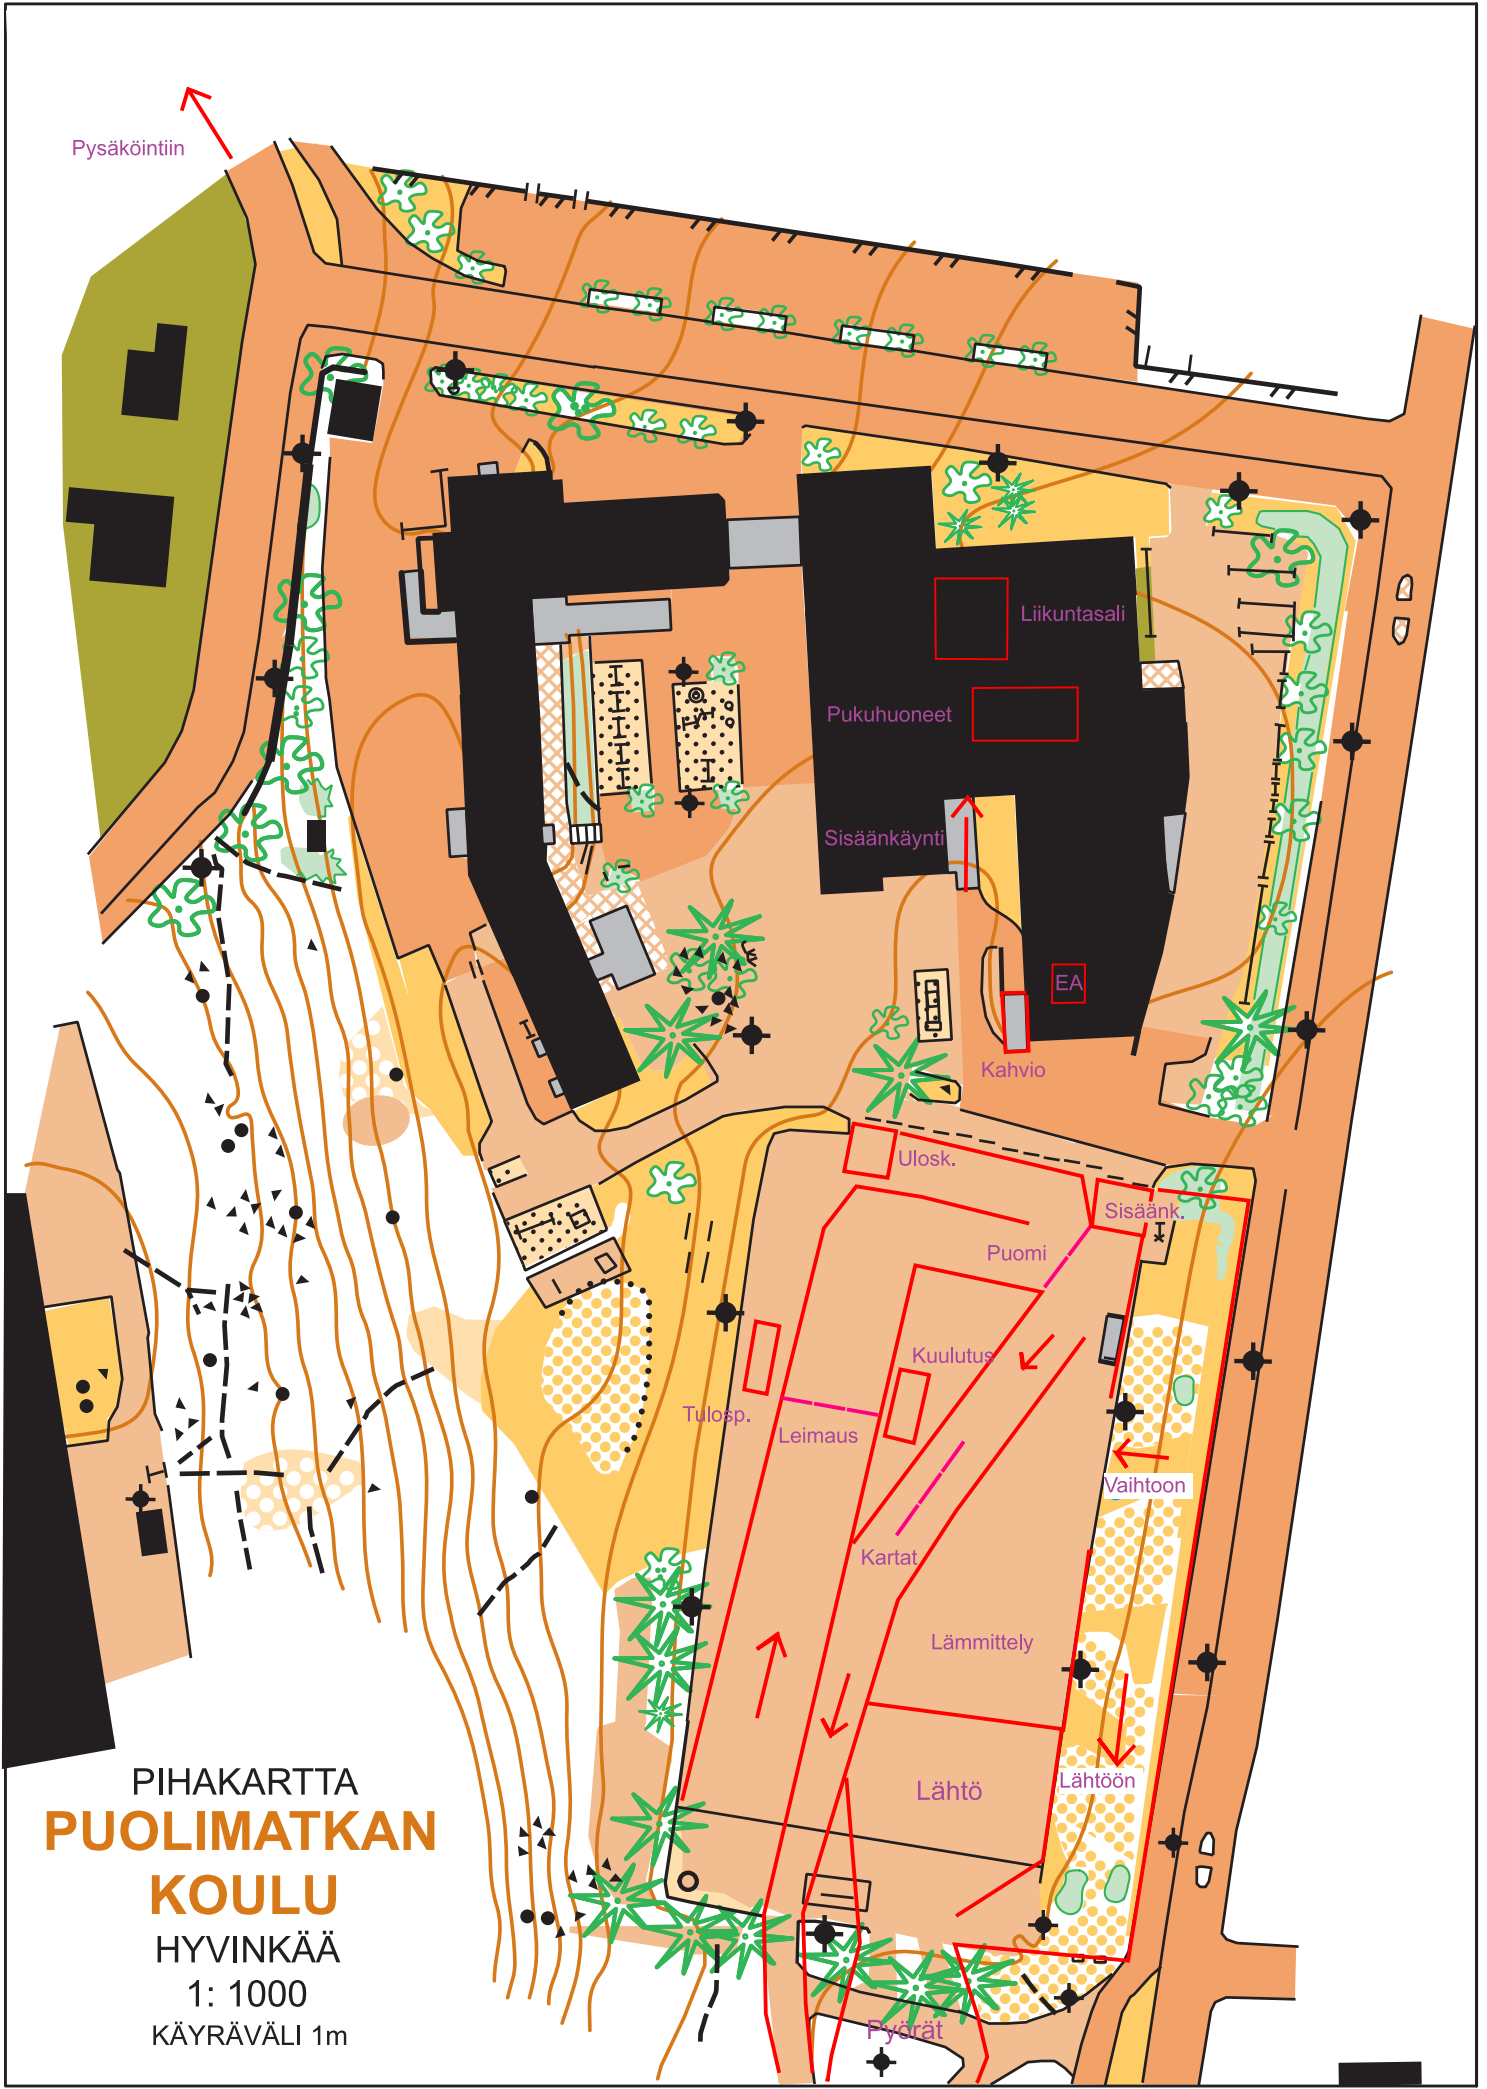 Pysäköintiin
Liikuntasali
Pukuhuoneet
Sisäänkäynti
EA
Kahvio
Ulosk.
Sisäänk.
Puomi
Kuulutus
Tulosp.
Leimaus
Vaihtoon
Kartat
Lämmittely
Lähtö
Lähtöön
Pyörät
PIHAKARTTA
PUOLIMATKAN
KOULU
HYVINKÄÄ
1: 1000
KÄYRÄVÄLI 1m